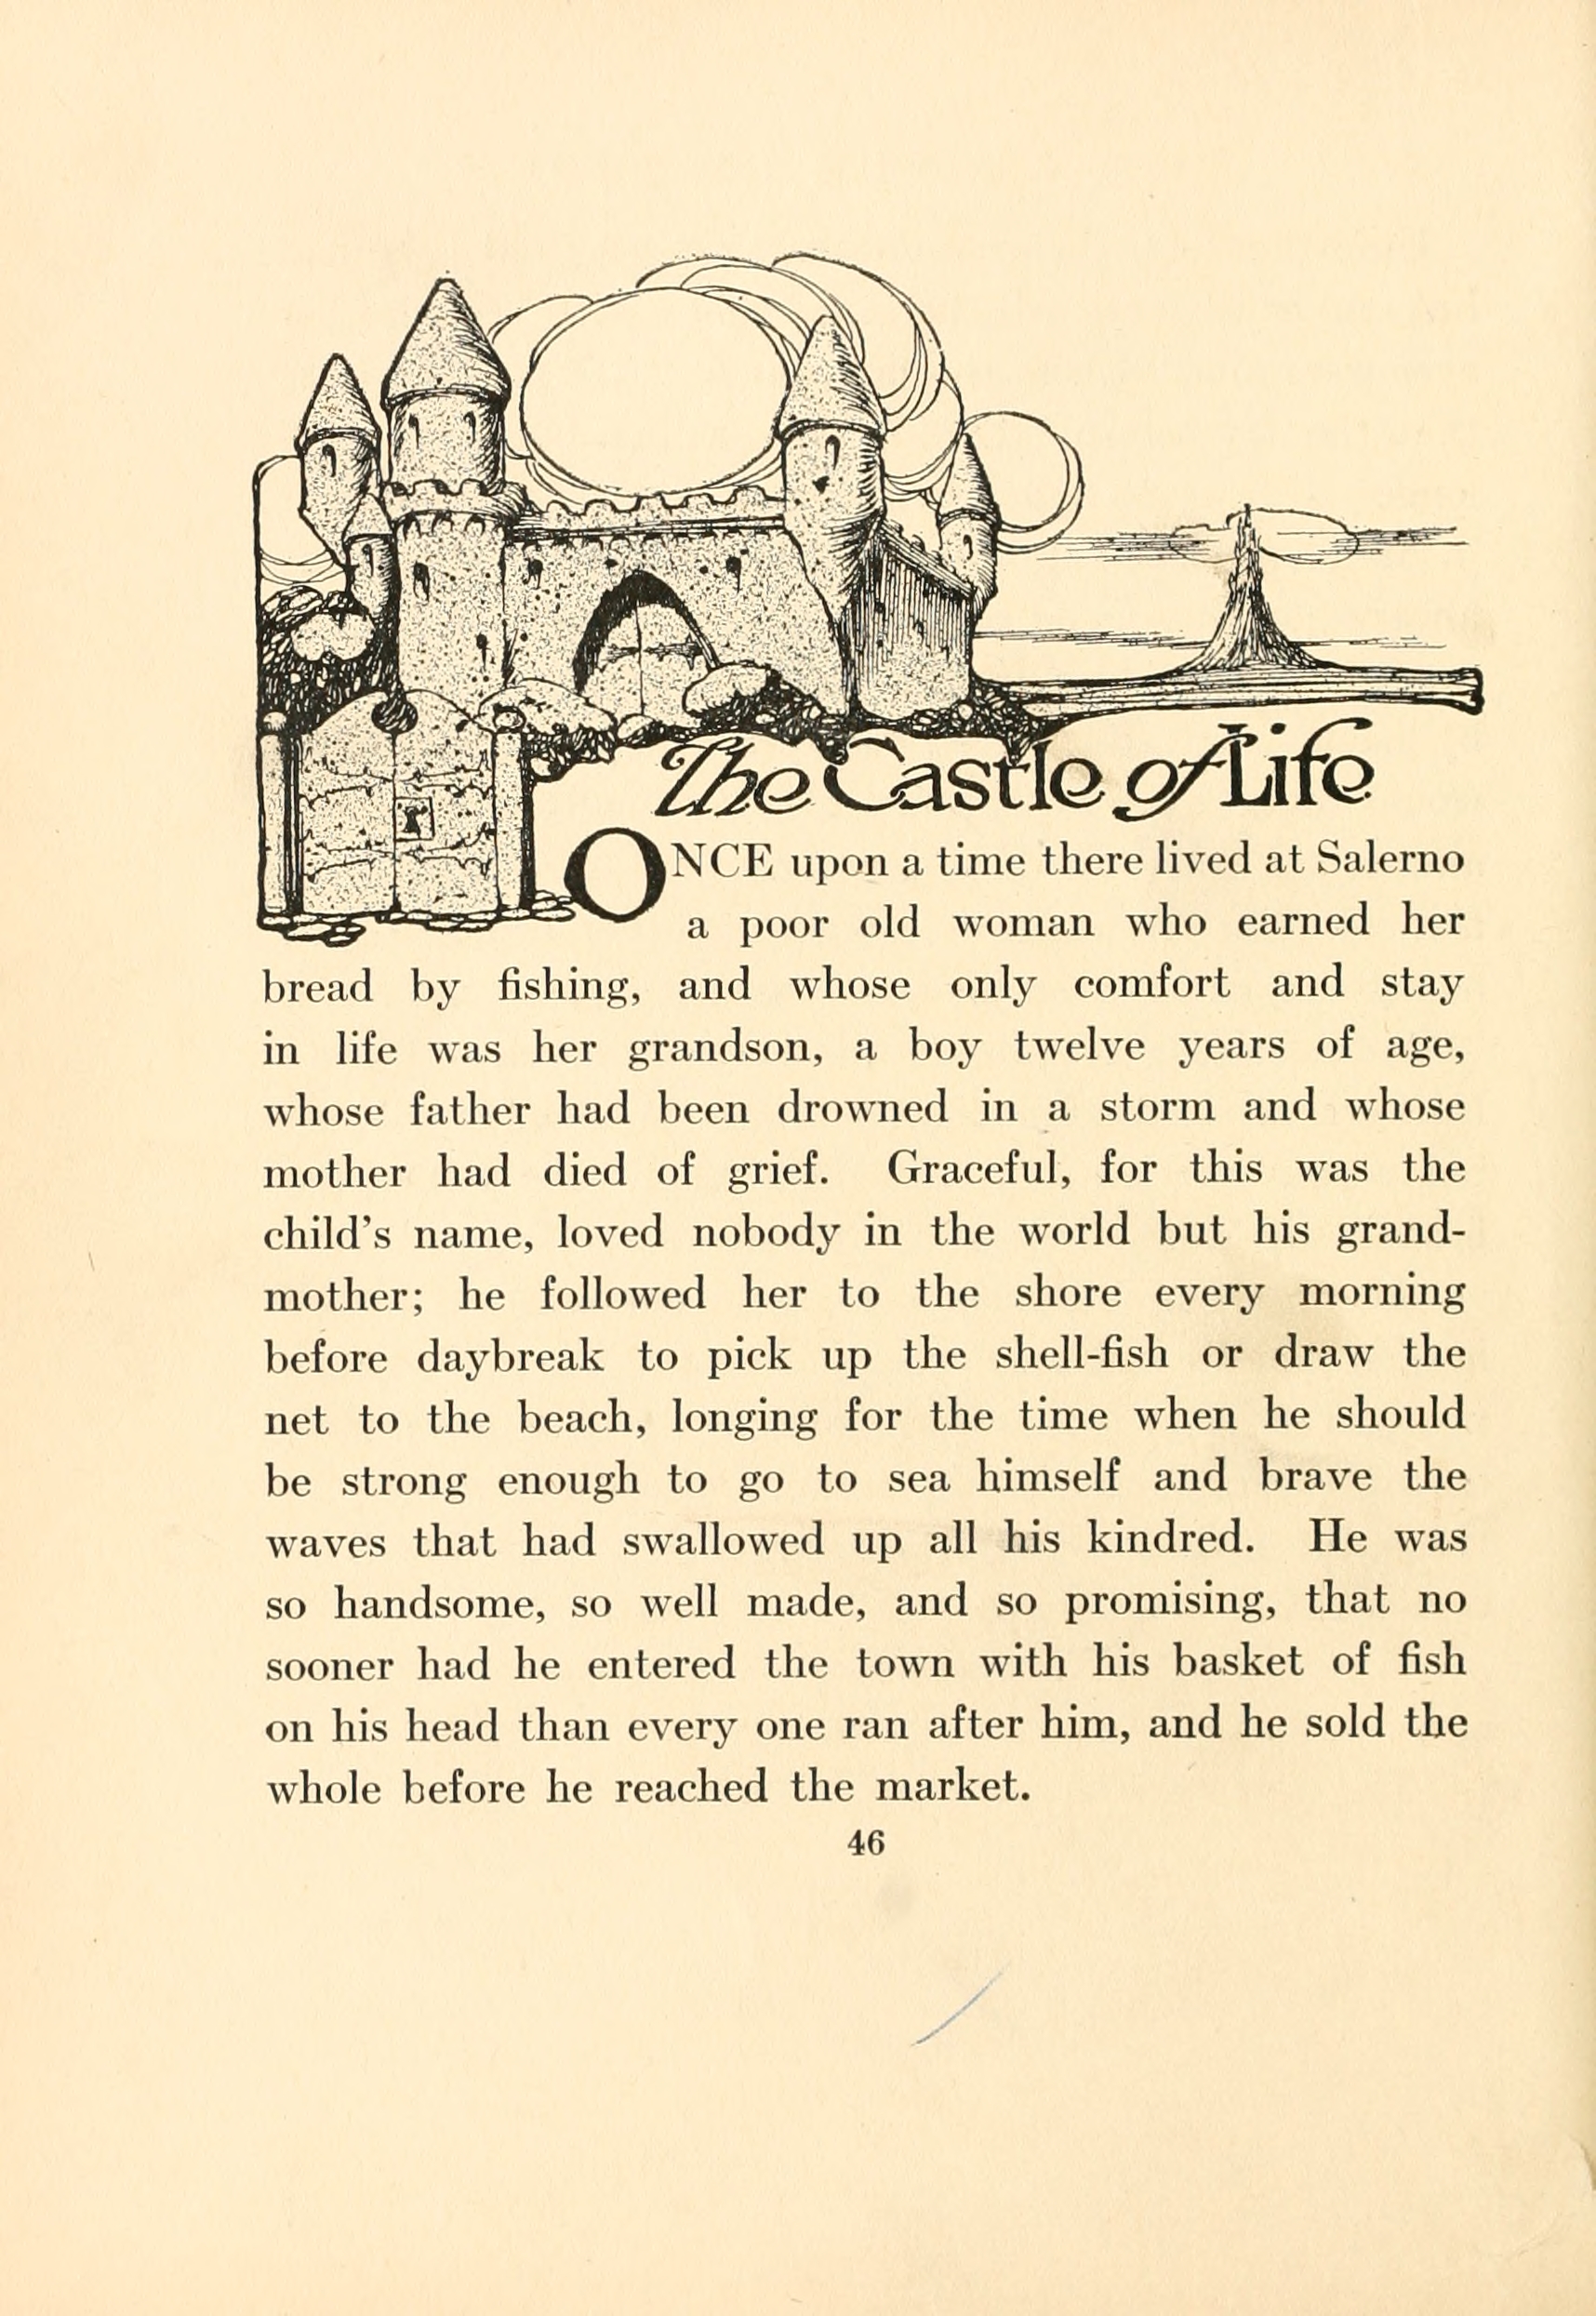 The Castle of Life
ONCE upon a time there lived at Salerno
a poor old woman who earned her
bread by fishing, and whose only comfort and stay
in life was her grandson, a boy twelve years of age,
whose father had been drowned in a storm and whose
mother had died of grief. Graceful, for this was the
child's name, loved nobody in the world but his grand-
mother; he followed her to the shore every morning
before daybreak to pick up the shell-fish or draw the
net to the beach, longing for the time when he should
be strong enough to go to sea himself and brave the
waves that had swallowed up all his kindred. He was
so handsome, so well made, and so promising, that no
sooner had he entered the town with his basket of fish
on his head than every one ran after him, and he sold the
whole before he reached the market.
46